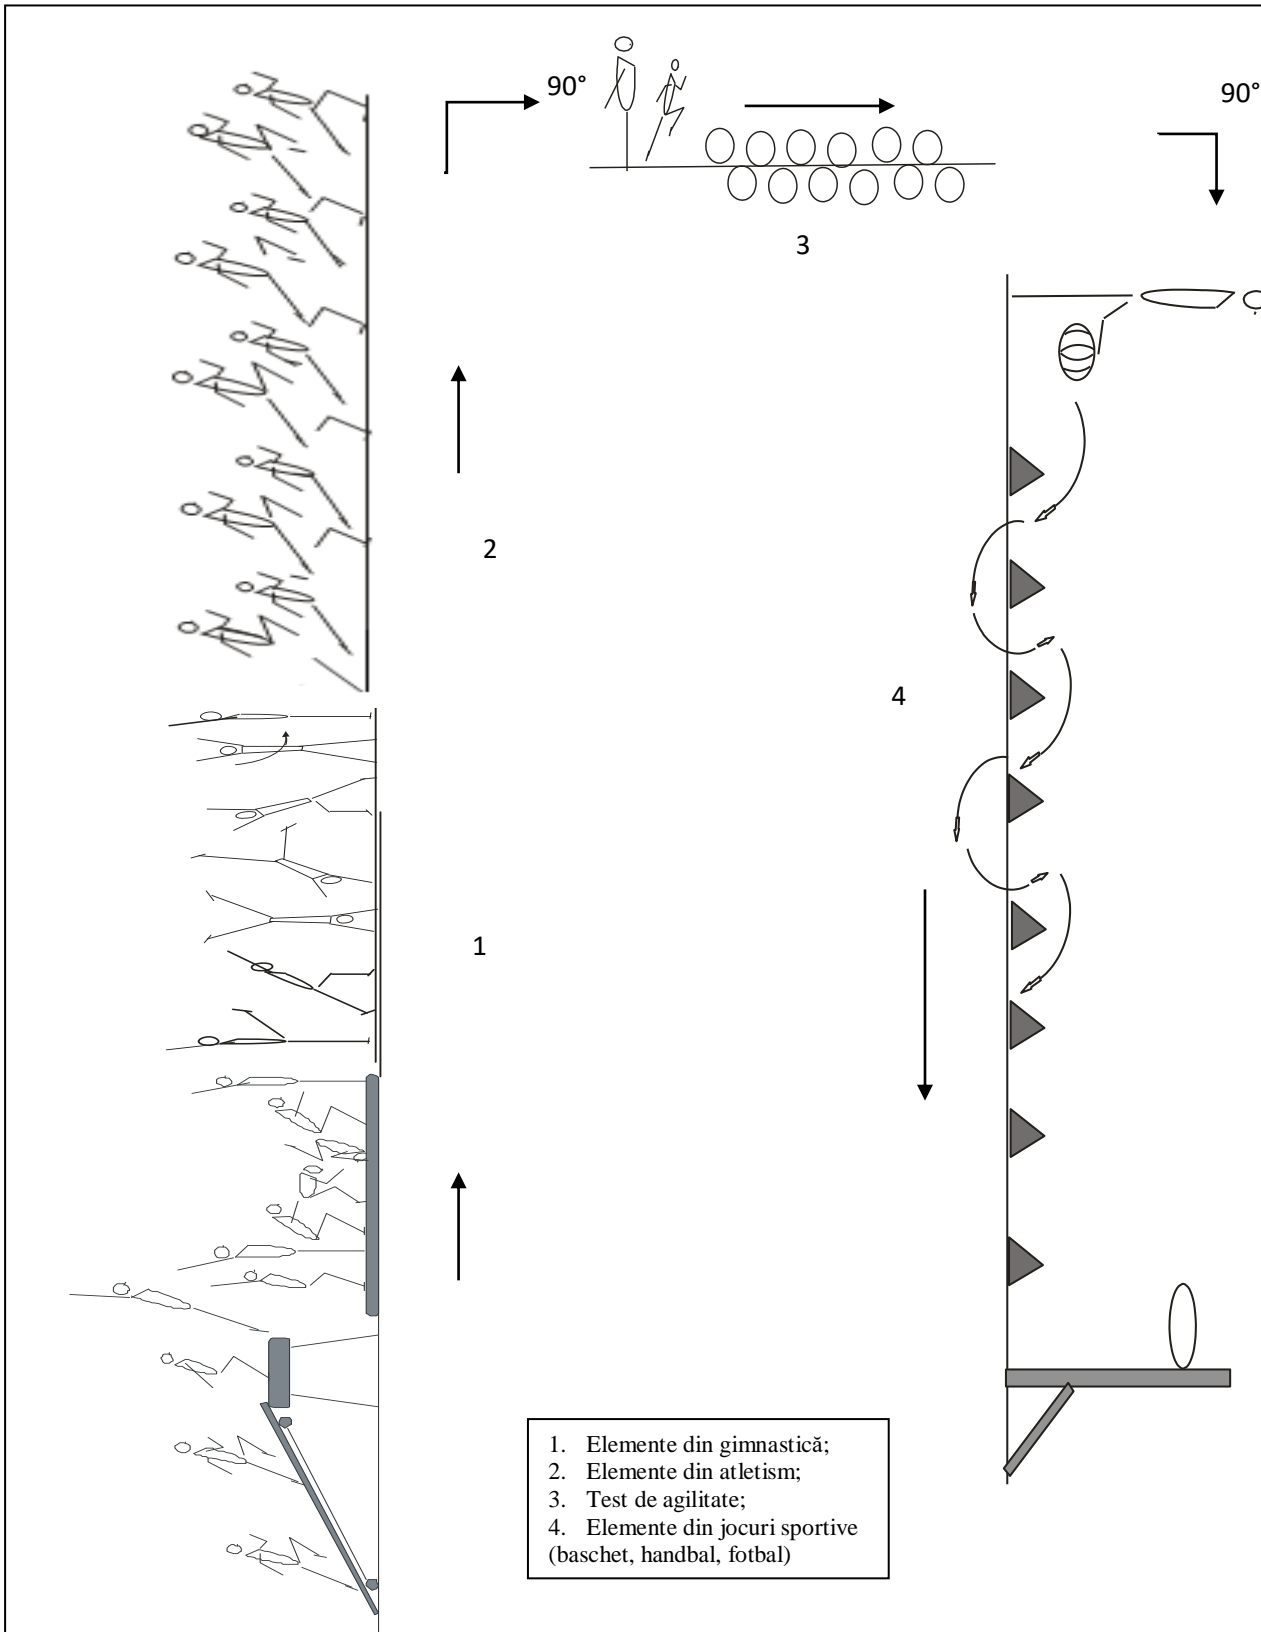 90°
90°
3
2
4
1
1. Elemente din gimnastică;
2. Elemente din atletism;
3. Test de agilitate;
4. Elemente din jocuri sportive
(baschet, handbal, fotbal)